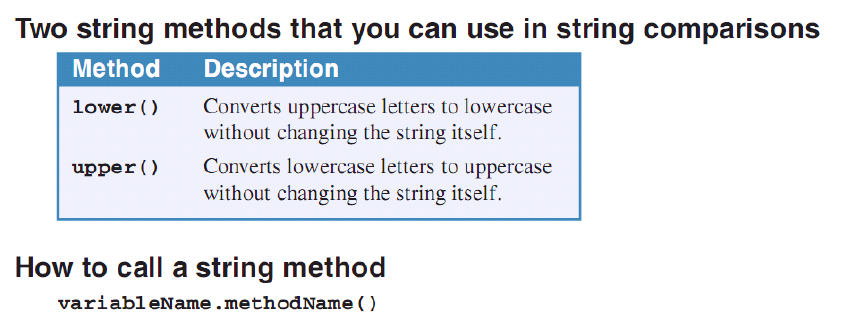 Two string methods that you can use in string comparisons
Method Description
lower() Converts uppercase letters to lowercase
without changing the string itself.
upper() Converts lowercase letters to uppercase
without changing the string itself.
How to call a string method
variableName.methodName()